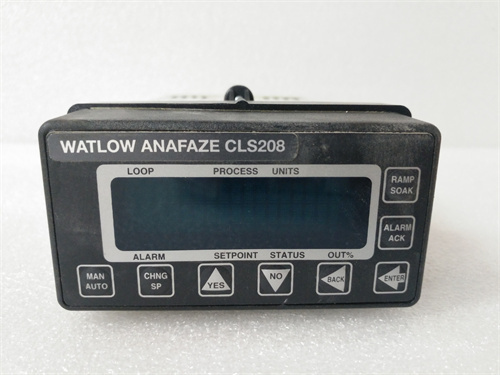 WATLOW ANAFAZE CLS208
LOOP PROCESS UNITS
RAMP
SOAK
ALARM
ACK
ALARM SETPOINT STATUS OUT%
MAN
AUTO
CHNG
SP
YES
NO
BACK
ENTER